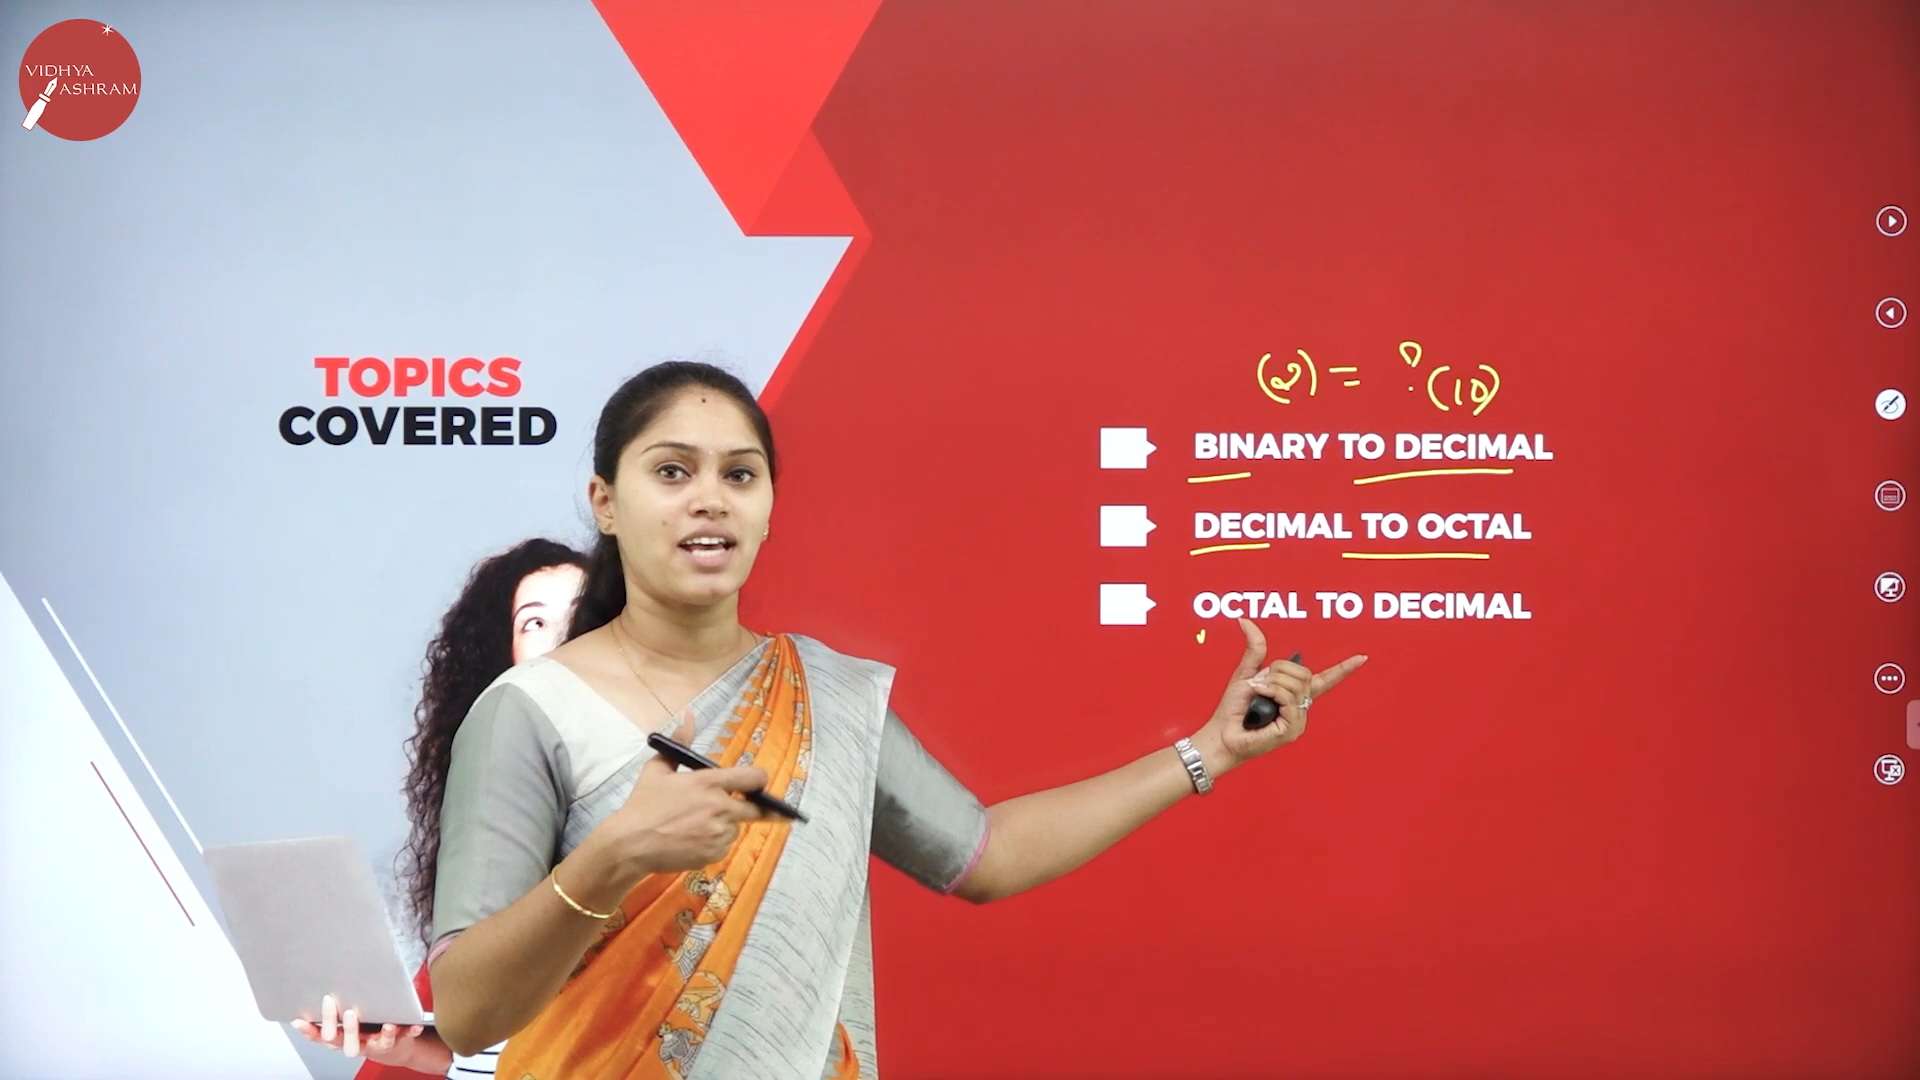 VIDHYA
ASHRAM
TOPICS
COVERED
(2) = ? (10)
BINARY TO DECIMAL
DECIMAL TO OCTAL
OCTAL TO DECIMAL